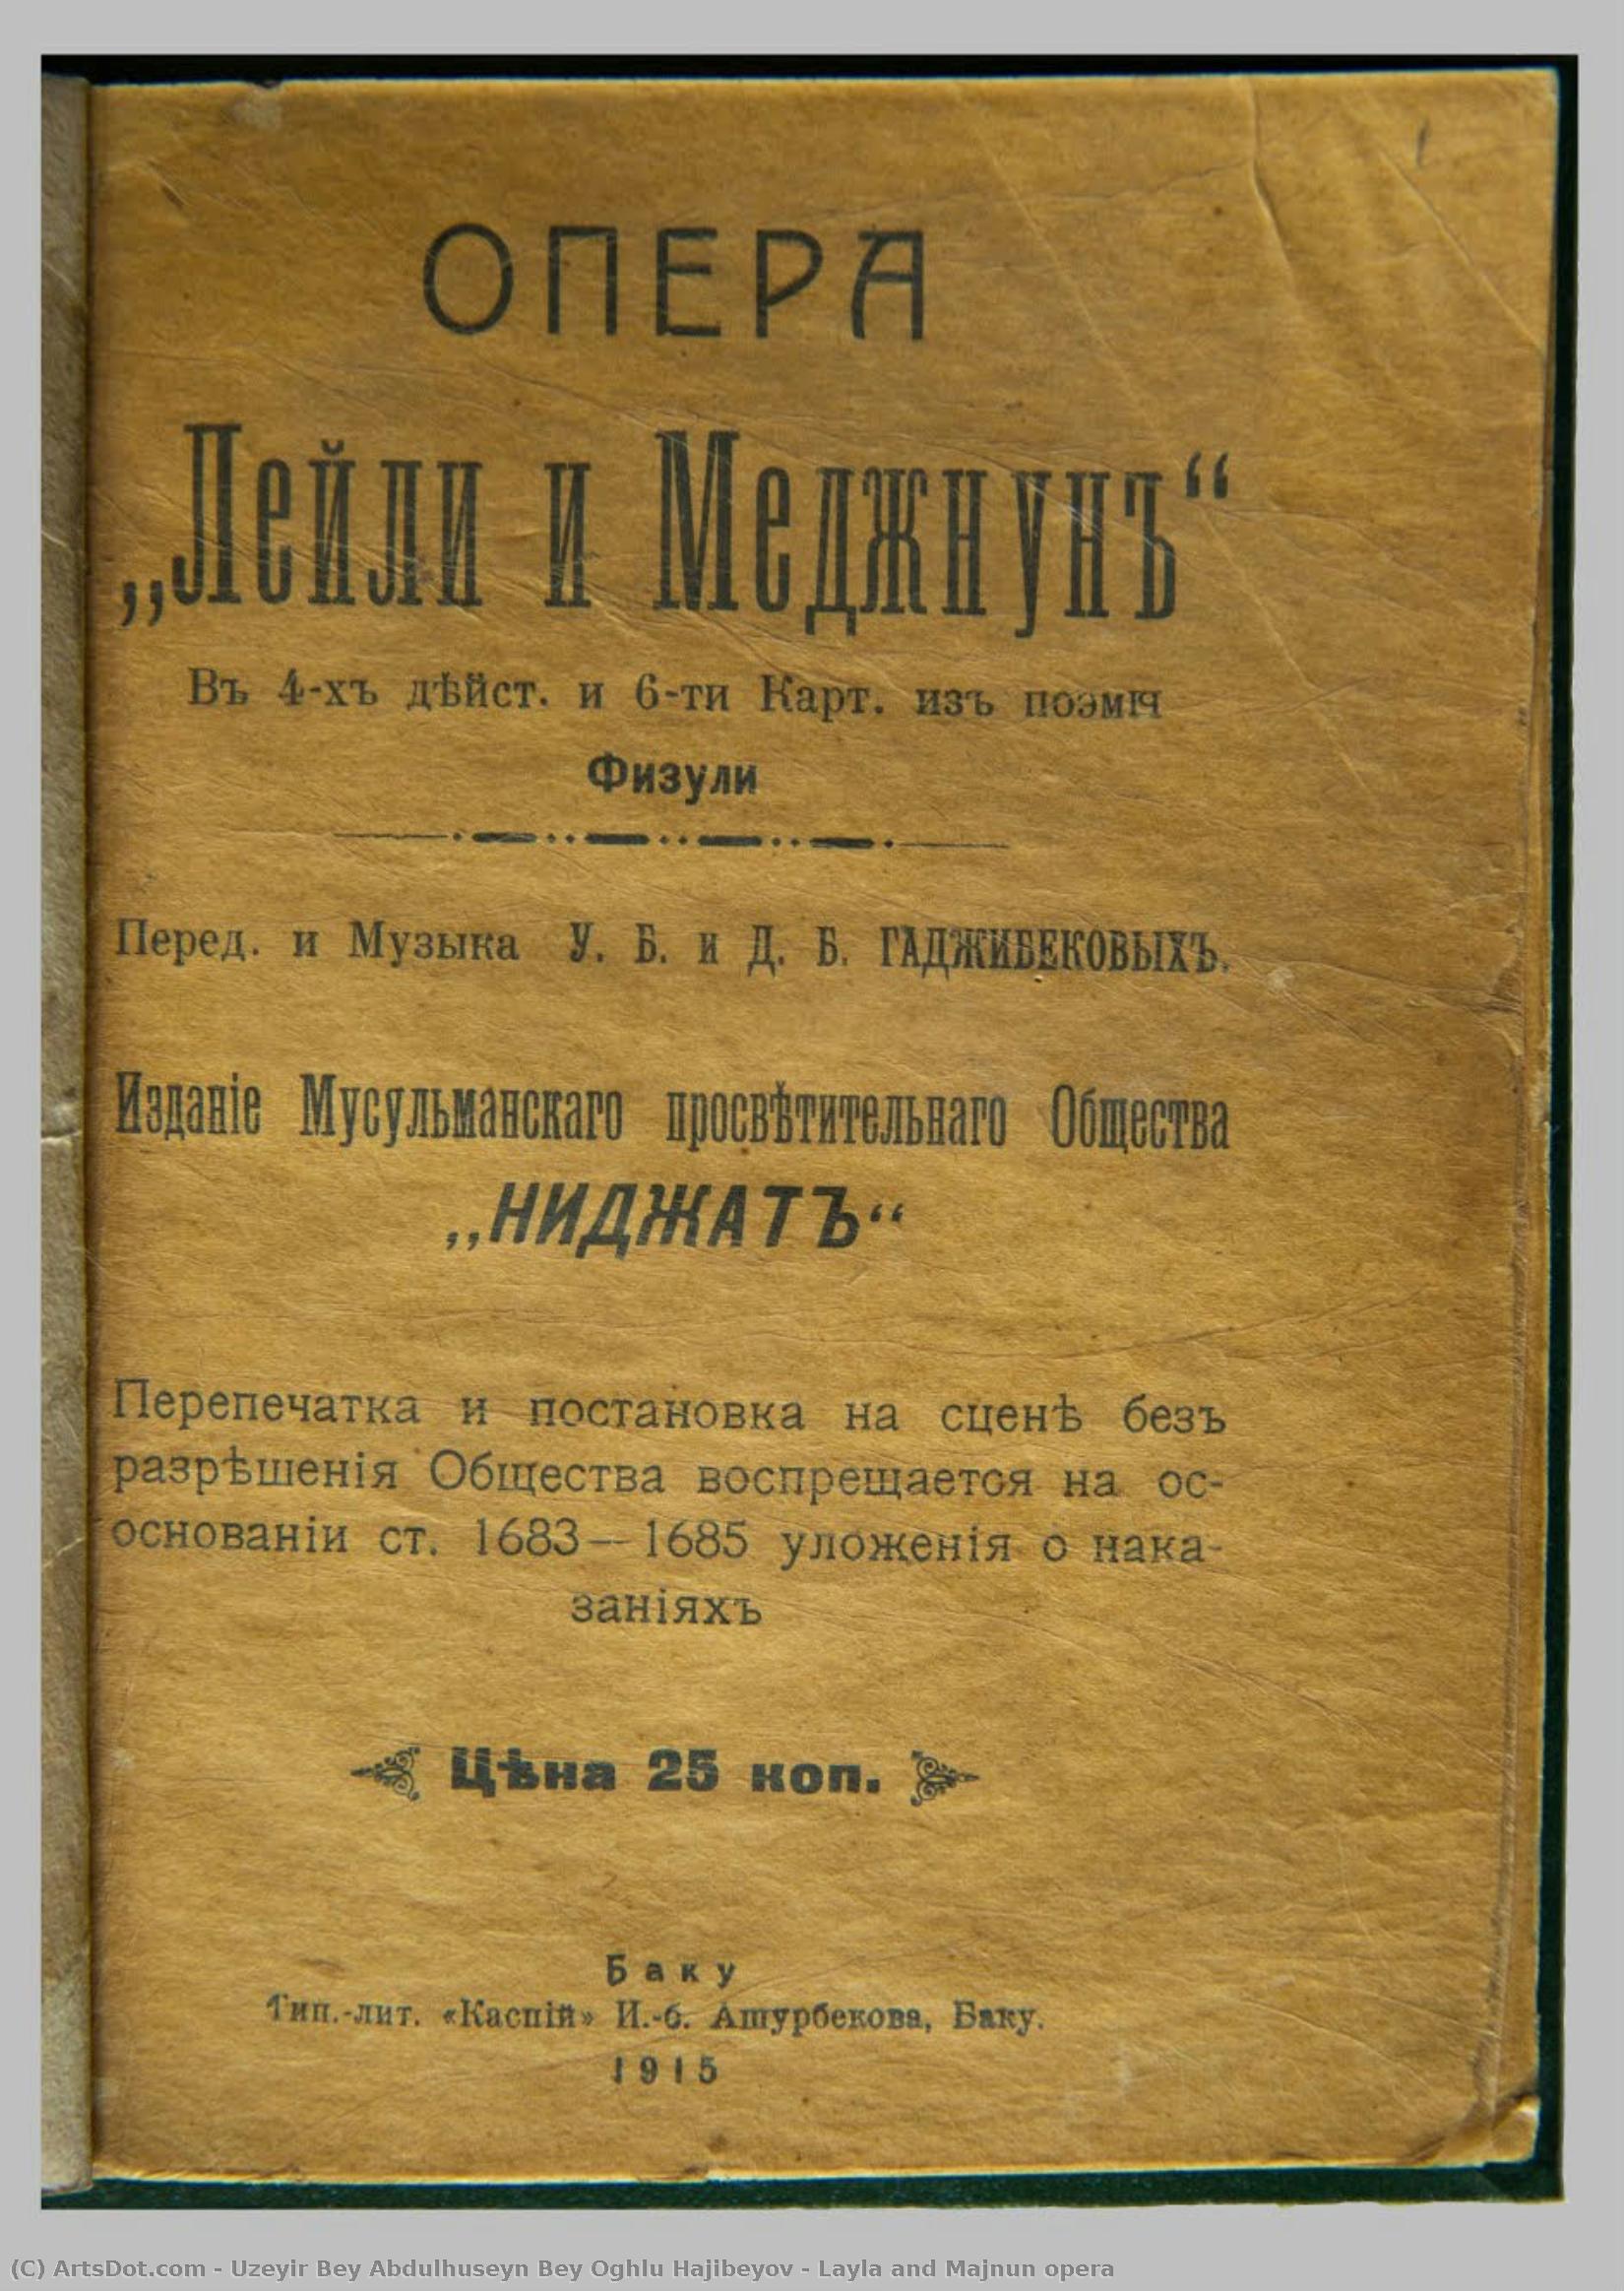 ОПЕРА
„Лейли и Меджнунъ“
Въ 4-хъ дѣйст. и 6-ти Карт. изъ поэміч
Физули
Перед. и Музыка У. Б. и Д. Б. ГАДЖИБЕКОВЫХЪ.
Изданіе Мусульманскаго просвѣтительнаго Общества
„НИДЖАТЪ“
Перепечатка и постановка на сценѣ безъ
разрѣшенія Общества воспрещается на ос-
основаніи ст. 1683—1685 уложенія о нака-
заніяхъ
Цѣна 25 коп.
Баку
Тип.-лит. «Каспій» И.-б. Ашурбекова, Баку.
1915
(C) ArtsDot.com - Uzeyir Bey Abdulhuseyn Bey Oghlu Hajibeyov - Layla and Majnun opera